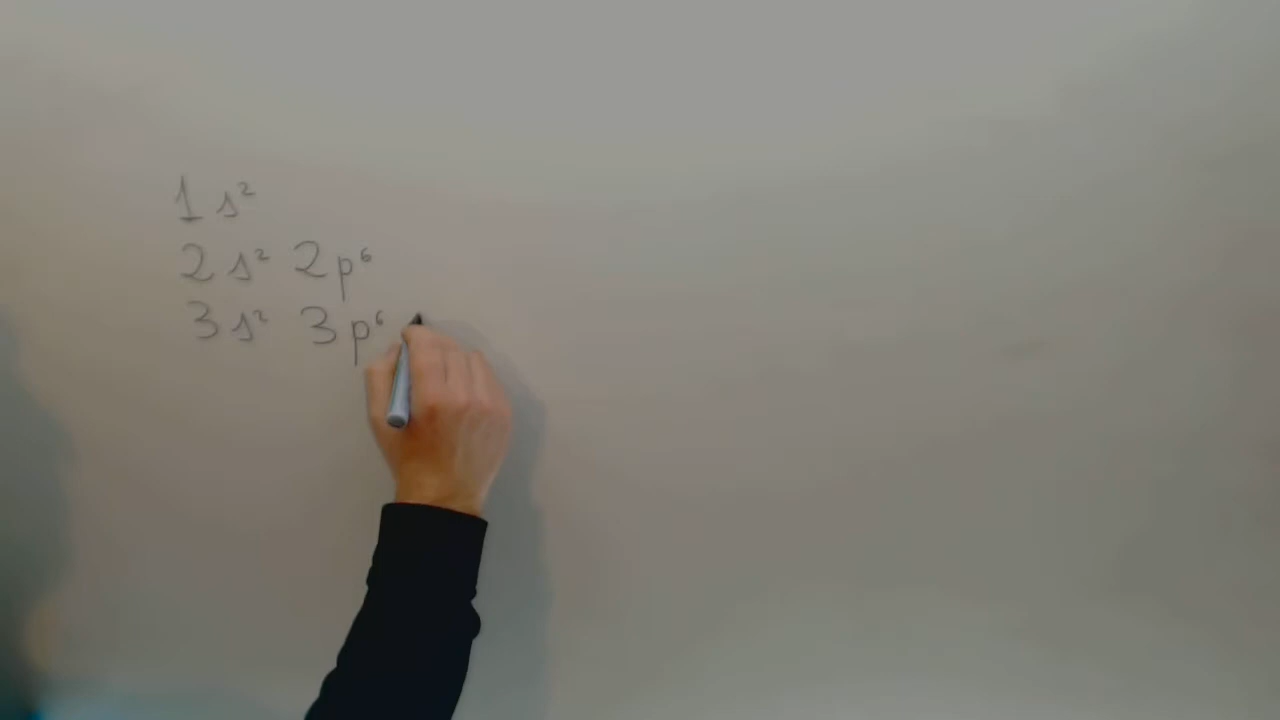 1s²
2s² 2p⁶
3s² 3p⁶